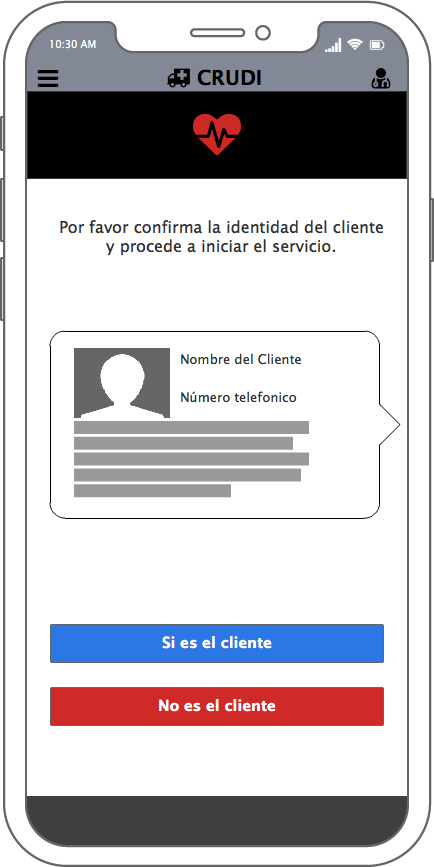 10:30 AM
CRUDI
Por favor confirma la identidad del cliente
y procede a iniciar el servicio.
Nombre del Cliente
Número telefonico
Si es el cliente
No es el cliente